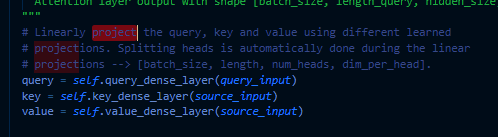 Attention layer output with shape [batch_size, length_query, hidden_size
"""
# Linearly project the query, key and value using different learned
# projections. Splitting heads is automatically done during the linear
# projections --> [batch_size, length, num_heads, dim_per_head].
query = self.query_dense_layer(query_input)
key = self.key_dense_layer(source_input)
value = self.value_dense_layer(source_input)